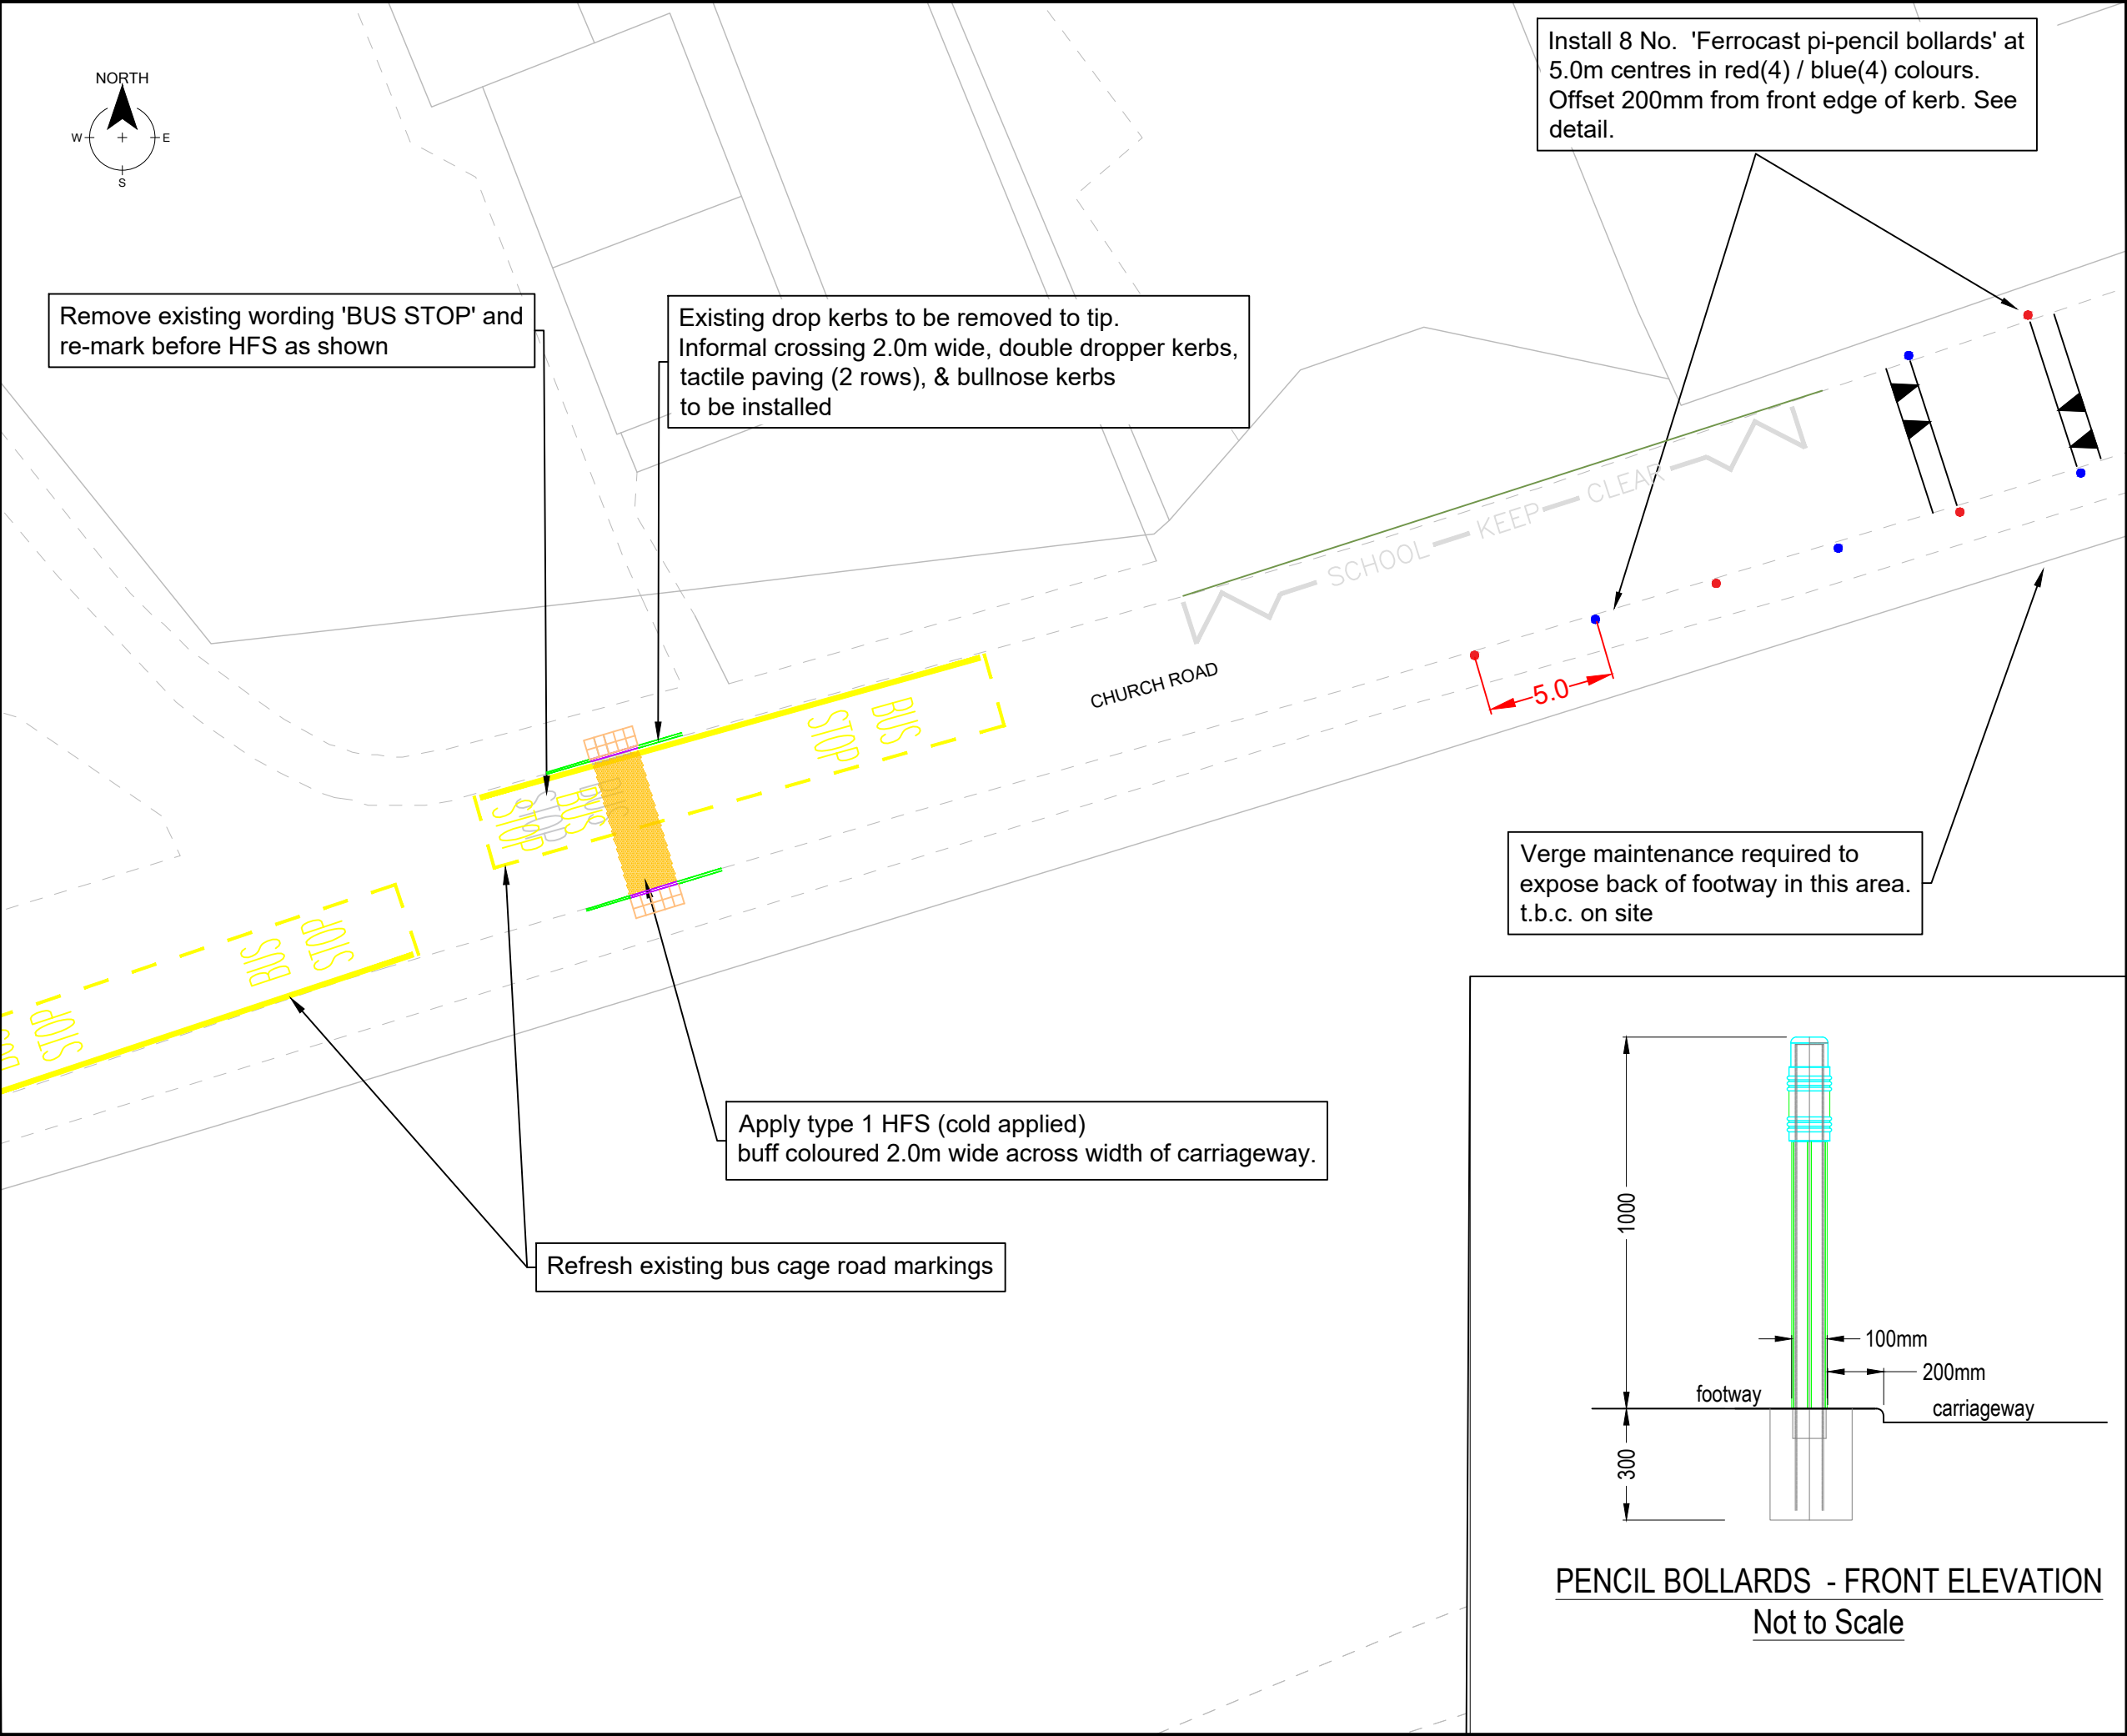 NORTH
W
E
S
Install 8 No. 'Ferrocast pi-pencil bollards' at
5.0m centres in red(4) / blue(4) colours.
Offset 200mm from front edge of kerb. See
detail.
Remove existing wording 'BUS STOP' and
re-mark before HFS as shown
Existing drop kerbs to be removed to tip.
Informal crossing 2.0m wide, double dropper kerbs,
tactile paving (2 rows), & bullnose kerbs
to be installed
SCHOOL KEEP CLEAR
CHURCH ROAD
5.0
BUS
STOP
BUS
STOP
BUS
STOP
BUS
STOP
STOP
Verge maintenance required to
expose back of footway in this area.
t.b.c. on site
Apply type 1 HFS (cold applied)
buff coloured 2.0m wide across width of carriageway.
Refresh existing bus cage road markings
1000
300
100mm
200mm
footway
carriageway
PENCIL BOLLARDS - FRONT ELEVATION
Not to Scale